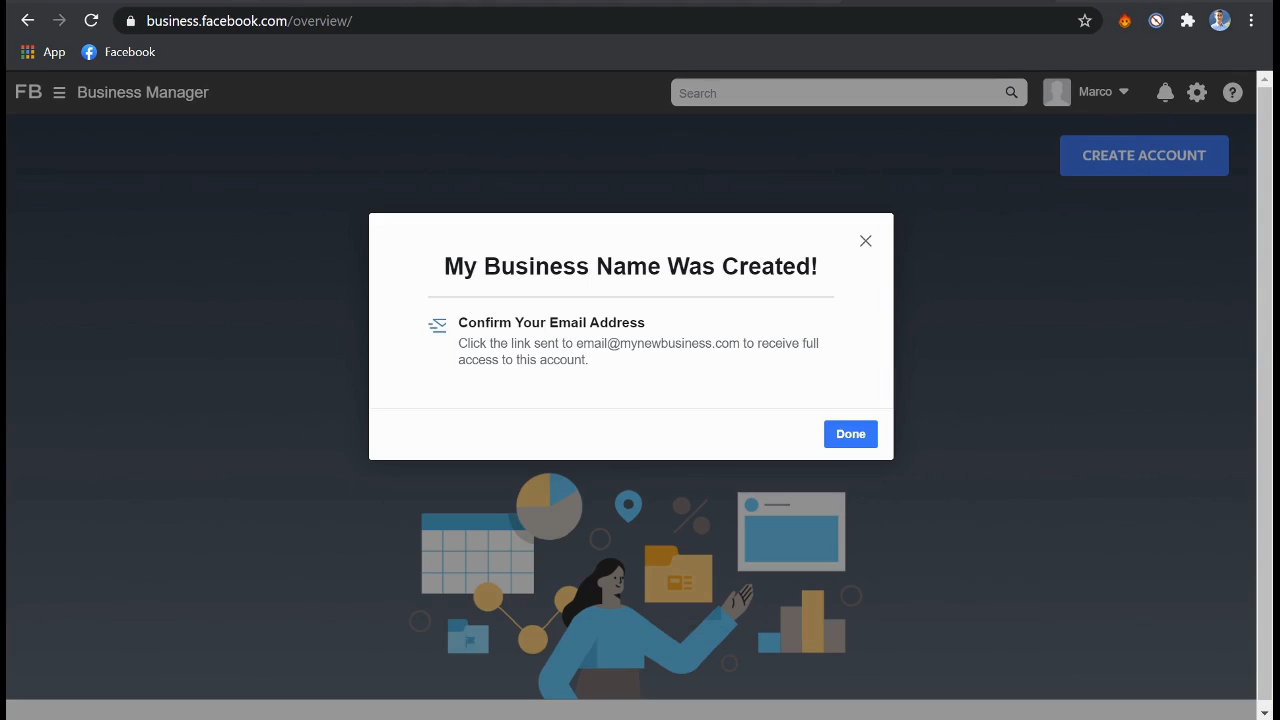 business.facebook.com/overview/
App Facebook
FB Business Manager Search Marco ?
CREATE ACCOUNT
My Business Name Was Created!
Confirm Your Email Address
Click the link sent to email@mynewbusiness.com to receive full
access to this account.
Done